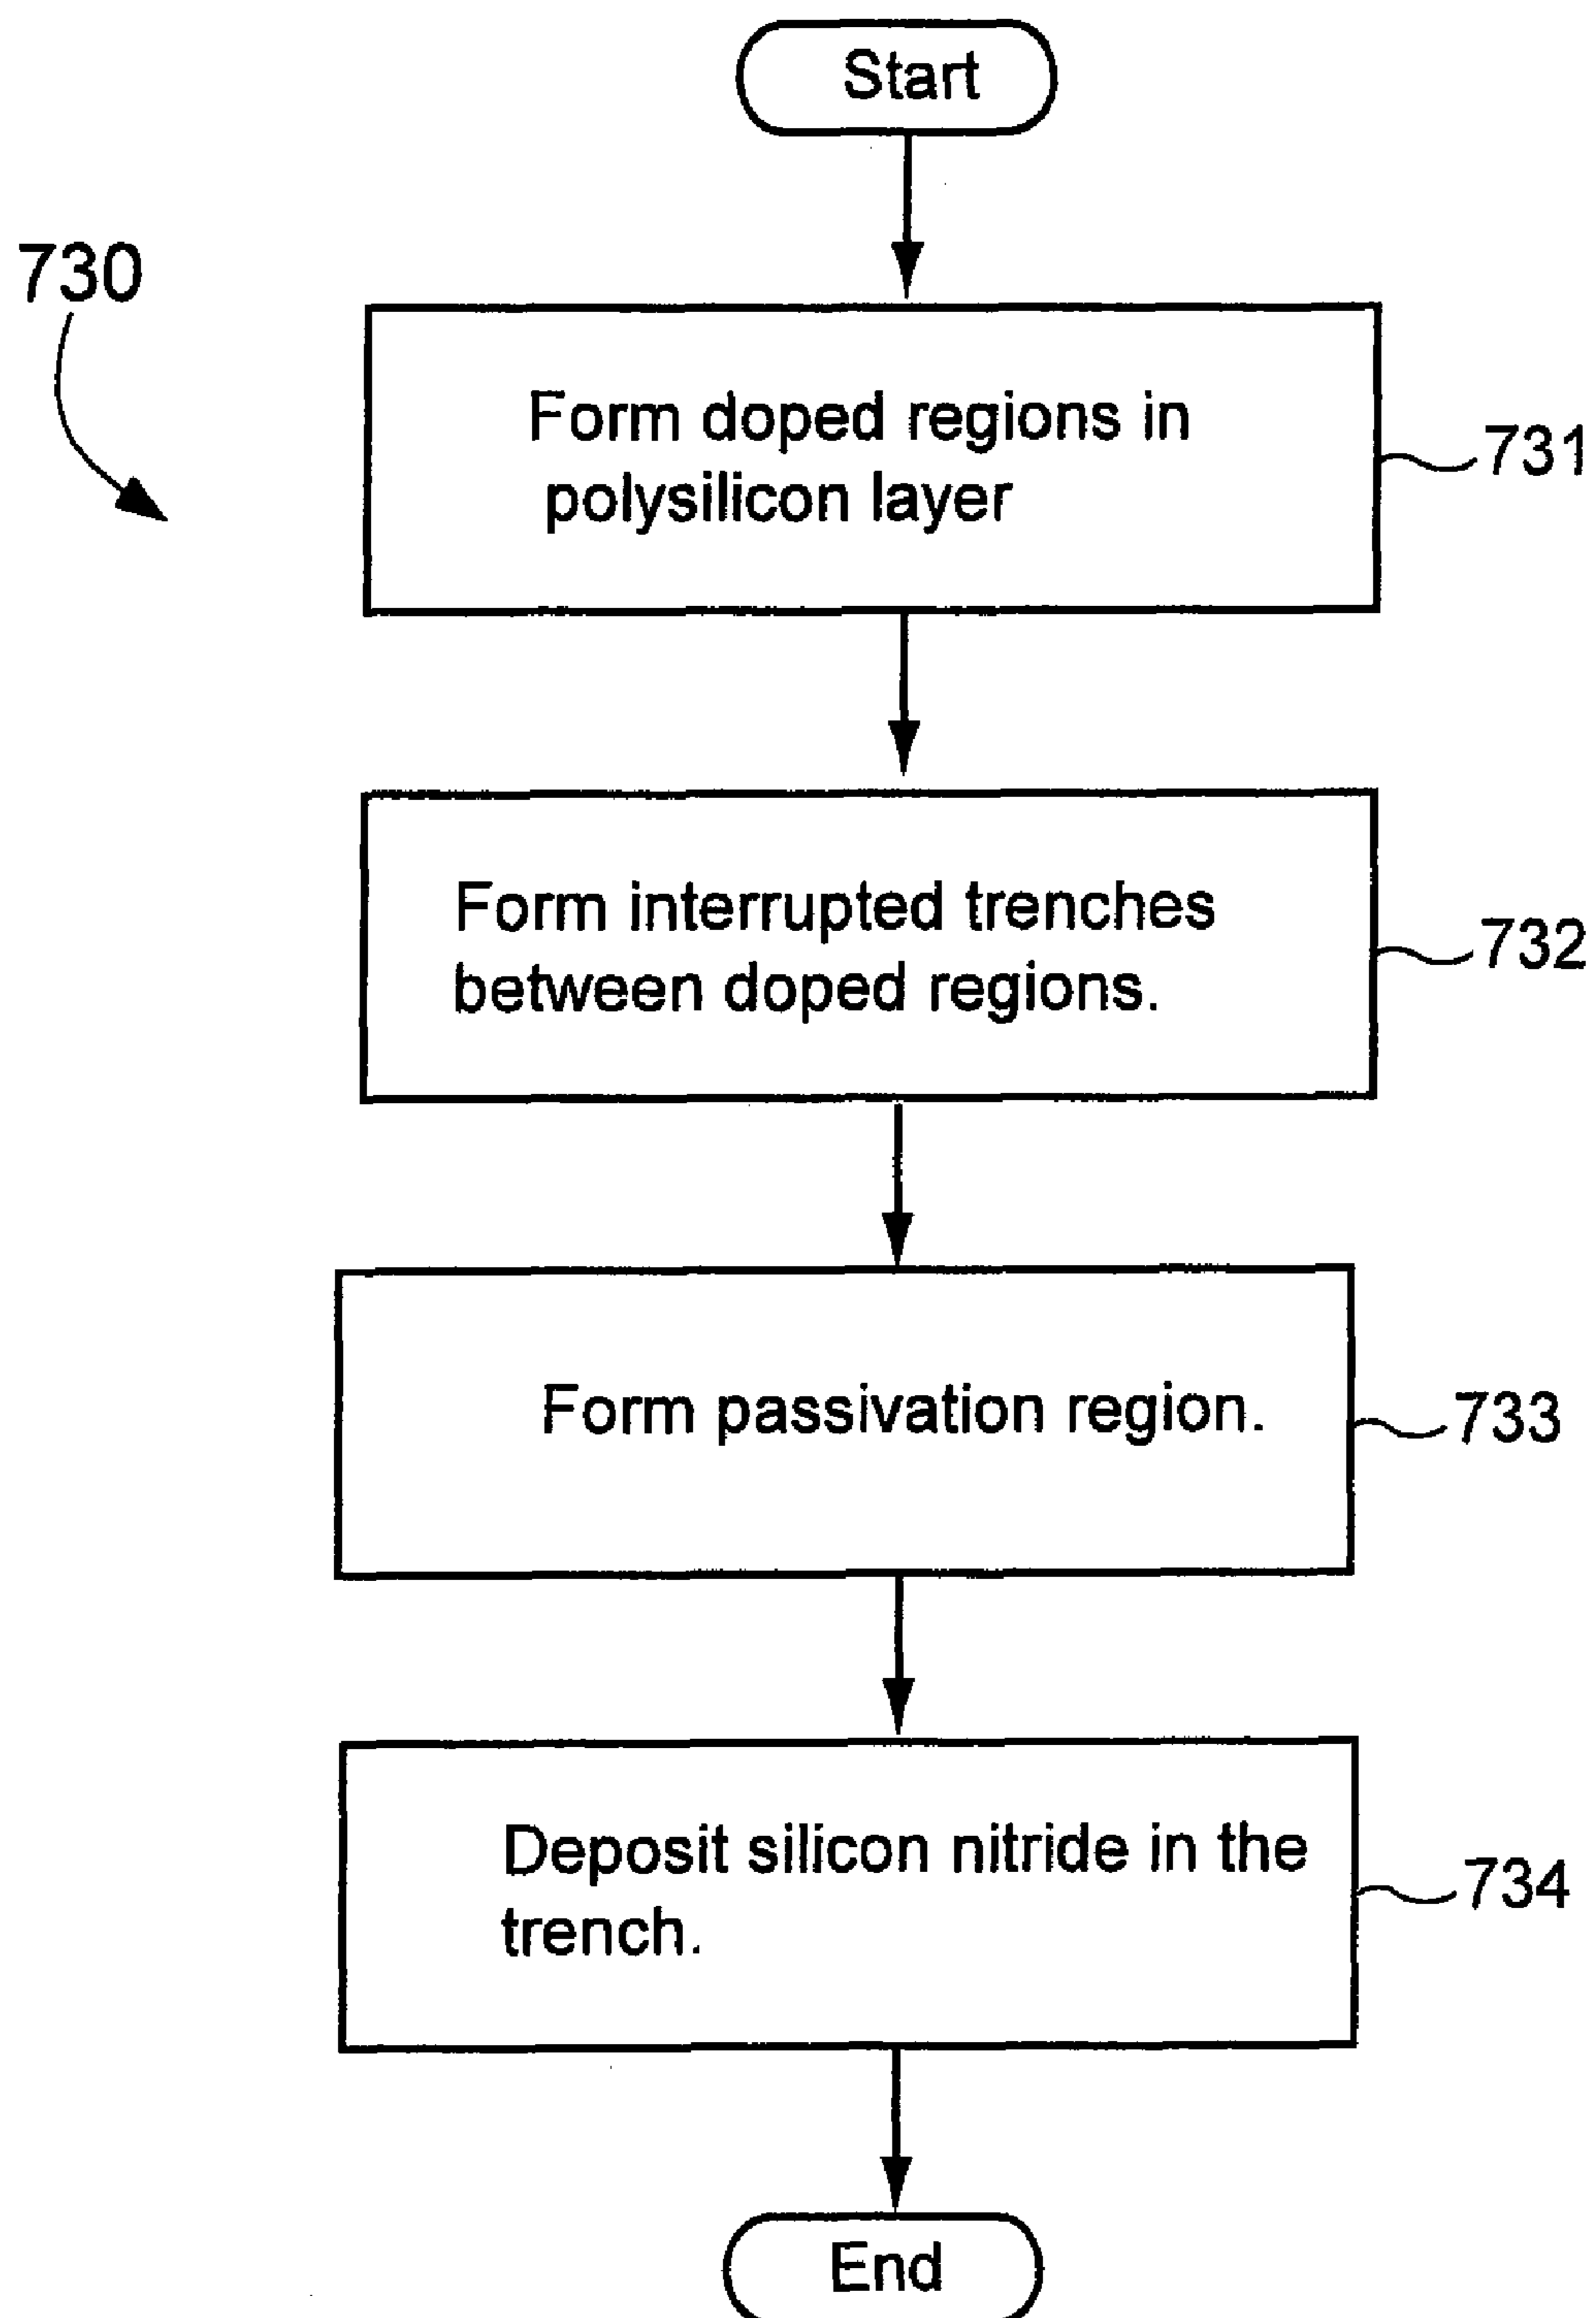 Start
730
Form doped regions in
polysilicon layer
731
Form interrupted trenches
between doped regions.
732
Form passivation region.
733
Deposit silicon nitride in the
trench.
734
End